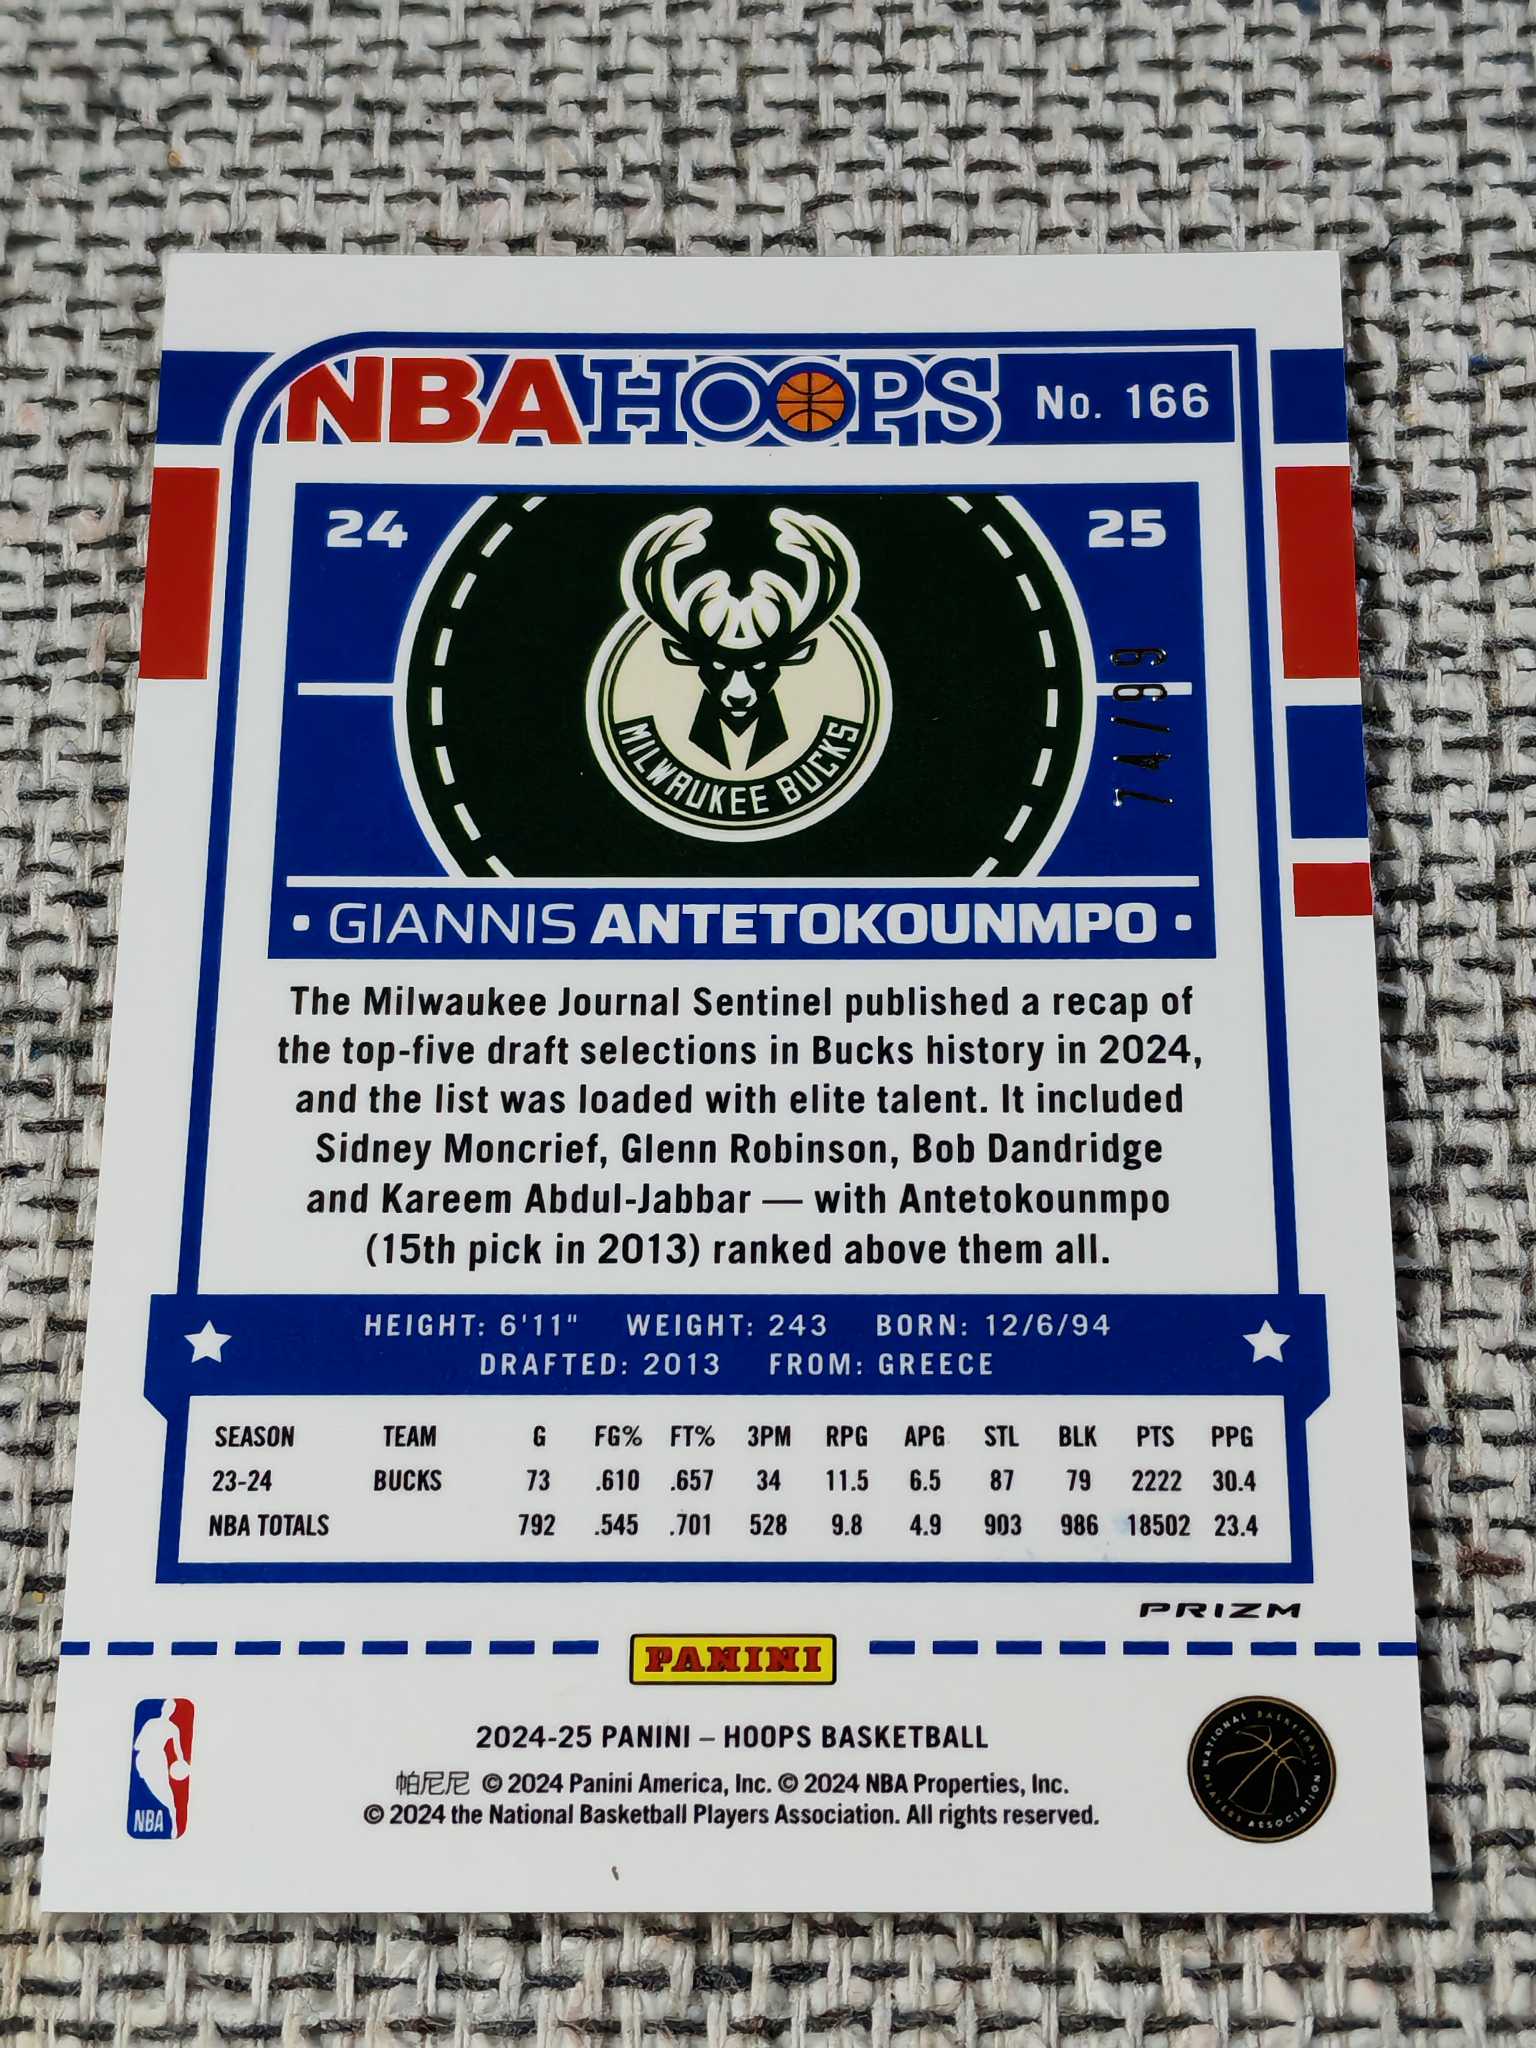 NBA HOOPS No. 166
24 25
MILWAUKEE BUCKS
74/99
• GIANNIS ANTETOKOUNMPO •
The Milwaukee Journal Sentinel published a recap of
the top-five draft selections in Bucks history in 2024,
and the list was loaded with elite talent. It included
Sidney Moncrief, Glenn Robinson, Bob Dandridge
and Kareem Abdul-Jabbar — with Antetokounmpo
(15th pick in 2013) ranked above them all.
HEIGHT: 6'11" WEIGHT: 243 BORN: 12/6/94
DRAFTED: 2013 FROM: GREECE
SEASON TEAM G FG% FT% 3PM RPG APG STL BLK PTS PPG
23-24 BUCKS 73 .610 .657 34 11.5 6.5 87 79 2222 30.4
NBA TOTALS 792 .545 .701 528 9.8 4.9 903 986 18502 23.4
PRIZM
PANINI
NBA
2024-25 PANINI – HOOPS BASKETBALL
帕尼尼 © 2024 Panini America, Inc. © 2024 NBA Properties, Inc.
© 2024 the National Basketball Players Association. All rights reserved.
NATIONAL BASKETBALL PLAYERS ASSOCIATION